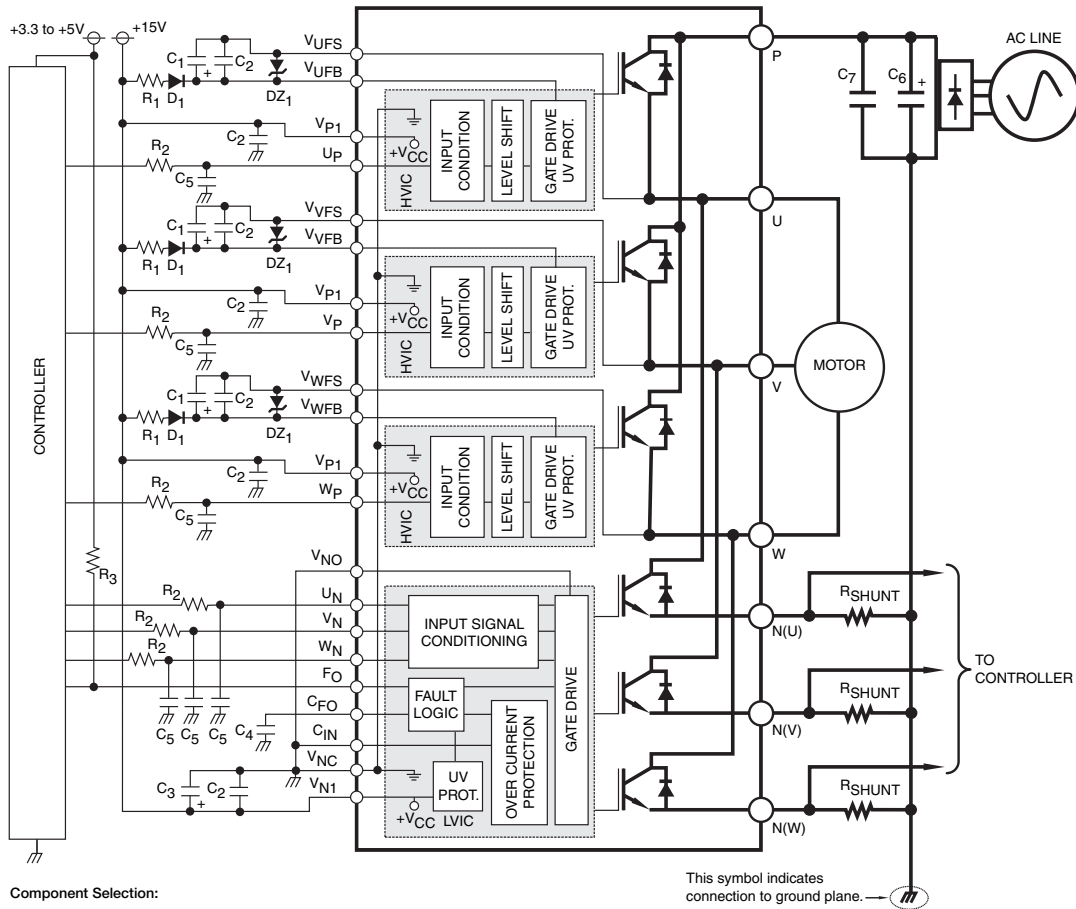 +3.3 to +5V
+15V
CONTROLLER
C1
+
C2
R1
D1
DZ1
VUFS
VUFB
C2
VP1
R2
C5
UP
HVIC
+VCC
INPUT CONDITION
LEVEL SHIFT
GATE DRIVE
UV PROT.
C1
+
C2
R1
D1
DZ1
VVFS
VVFB
C2
VP1
R2
C5
VP
HVIC
+VCC
INPUT CONDITION
LEVEL SHIFT
GATE DRIVE
UV PROT.
C1
+
C2
R1
D1
DZ1
VWFS
VWFB
C2
VP1
R2
C5
WP
HVIC
+VCC
INPUT CONDITION
LEVEL SHIFT
GATE DRIVE
UV PROT.
R3
VNO
R2
UN
R2
VN
R2
WN
FO
C5
C5
C5
CFO
C4
CIN
VNC
C3
+
C2
VN1
INPUT SIGNAL
CONDITIONING
FAULT
LOGIC
UV
PROT.
+VCC
LVIC
OVER CURRENT
PROTECTION
GATE DRIVE
P
C7
C6
+
AC LINE
U
V
MOTOR
W
N(U)
RSHUNT
N(V)
RSHUNT
N(W)
RSHUNT
TO
CONTROLLER
This symbol indicates
connection to ground plane.
Component Selection: